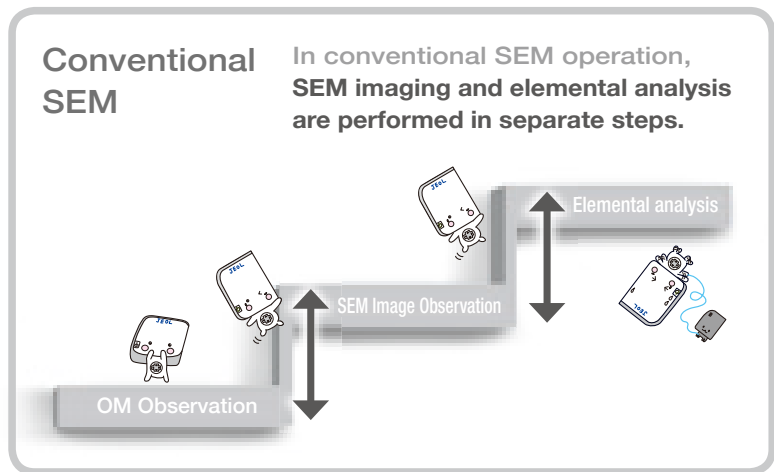 Conventional
SEM
In conventional SEM operation,
SEM imaging and elemental analysis
are performed in separate steps.
JEOL
Elemental analysis
JEOL
SEM Image Observation
JEOL
JEOL
OM Observation